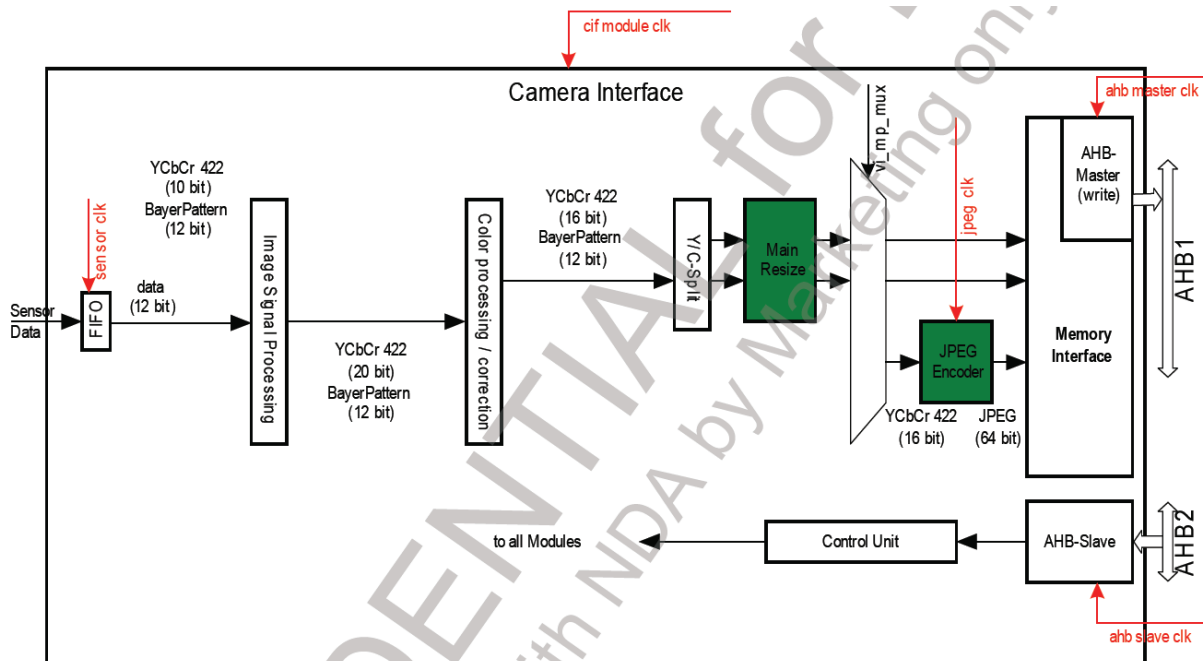 cif module clk
Camera Interface
ahb master clk
vi_mp_mux
jpeg clk
AHB-
Master
(write)
YCbCr 422
(10 bit)
BayerPattern
(12 bit)
sensor clk
YCbCr 422
(16 bit)
BayerPattern
(12 bit)
Image Signal Processing
Color processing / correction
Y/C-Split
Main
Resize
AHB1
data
(12 bit)
Sensor
Data
FIFO
Memory
Interface
JPEG
Encoder
YCbCr 422
(20 bit)
BayerPattern
(12 bit)
YCbCr 422
(16 bit)
JPEG
(64 bit)
to all Modules
Control Unit
AHB-Slave
AHB2
ahb slave clk
DENTIAL for
with NDA by Marketing only